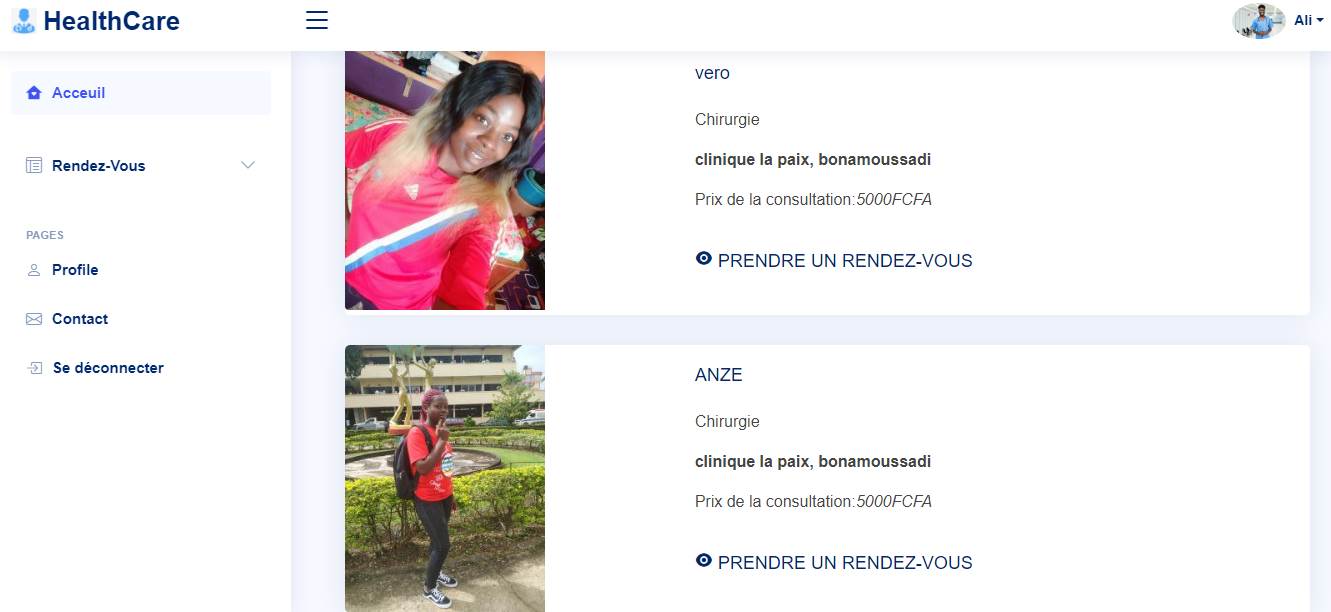 HealthCare
Ali
Acceuil
Rendez-Vous
PAGES
Profile
Contact
Se déconnecter
vero
Chirurgie
clinique la paix, bonamoussadi
Prix de la consultation:5000FCFA
PRENDRE UN RENDEZ-VOUS
ANZE
Chirurgie
clinique la paix, bonamoussadi
Prix de la consultation:5000FCFA
PRENDRE UN RENDEZ-VOUS